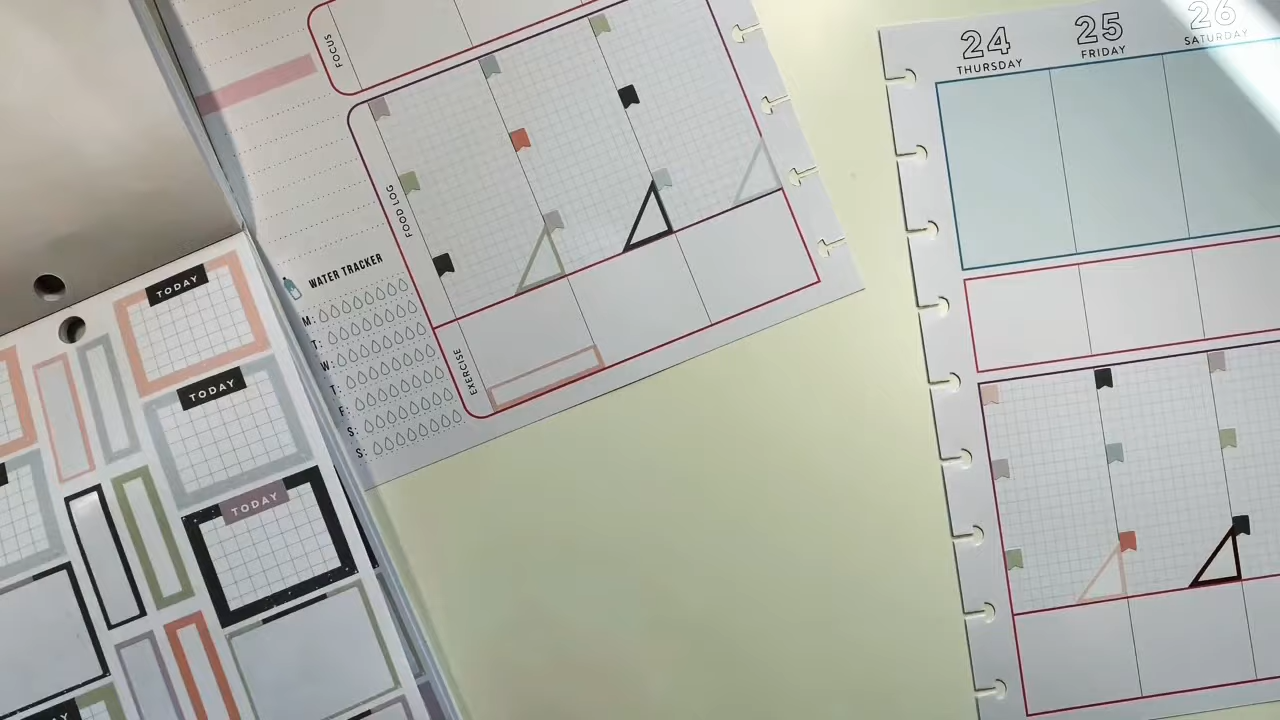 FOCUS
FOOD LOG
WATER TRACKER
M:
T:
W:
T:
F:
S:
S:
EXERCISE
TODAY
TODAY
TODAY
24
THURSDAY
25
FRIDAY
26
SATURDAY